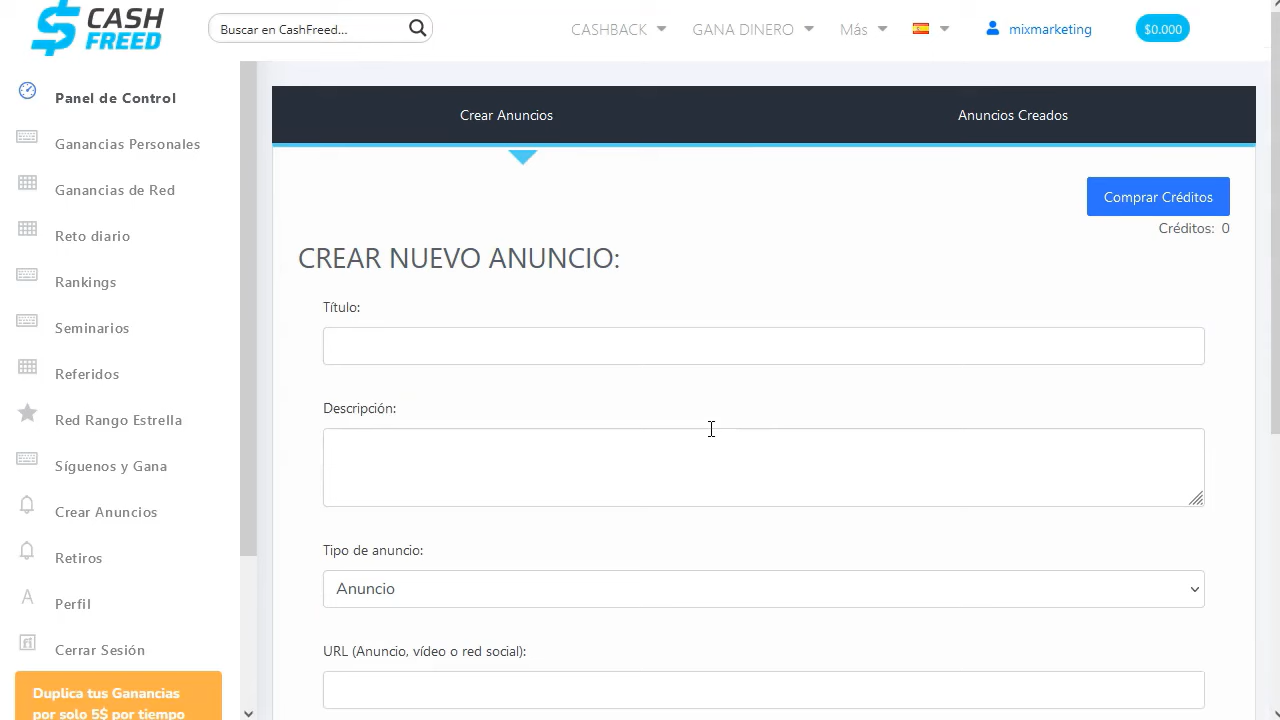 CASH
FREED
Buscar en CashFreed...
CASHBACK
GANA DINERO
Más
mixmarketing
$0.000
Panel de Control
Ganancias Personales
Ganancias de Red
Reto diario
Rankings
Seminarios
Referidos
Red Rango Estrella
Síguenos y Gana
Crear Anuncios
Retiros
Perfil
Cerrar Sesión
Duplica tus Ganancias
por solo 5$ por tiempo
Crear Anuncios
Anuncios Creados
Comprar Créditos
Créditos: 0
CREAR NUEVO ANUNCIO:
Título:
Descripción:
Tipo de anuncio:
Anuncio
URL (Anuncio, vídeo o red social):